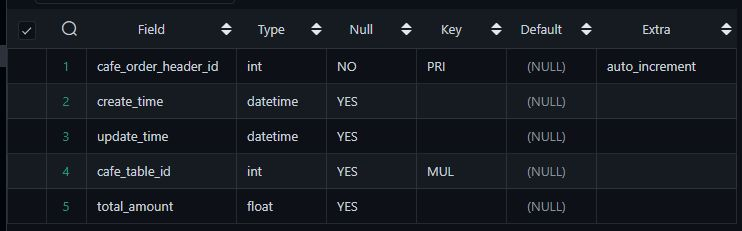 Field Type Null Key Default Extra
1 cafe_order_header_id int NO PRI (NULL) auto_increment
2 create_time datetime YES (NULL)
3 update_time datetime YES (NULL)
4 cafe_table_id int YES MUL (NULL)
5 total_amount float YES (NULL)